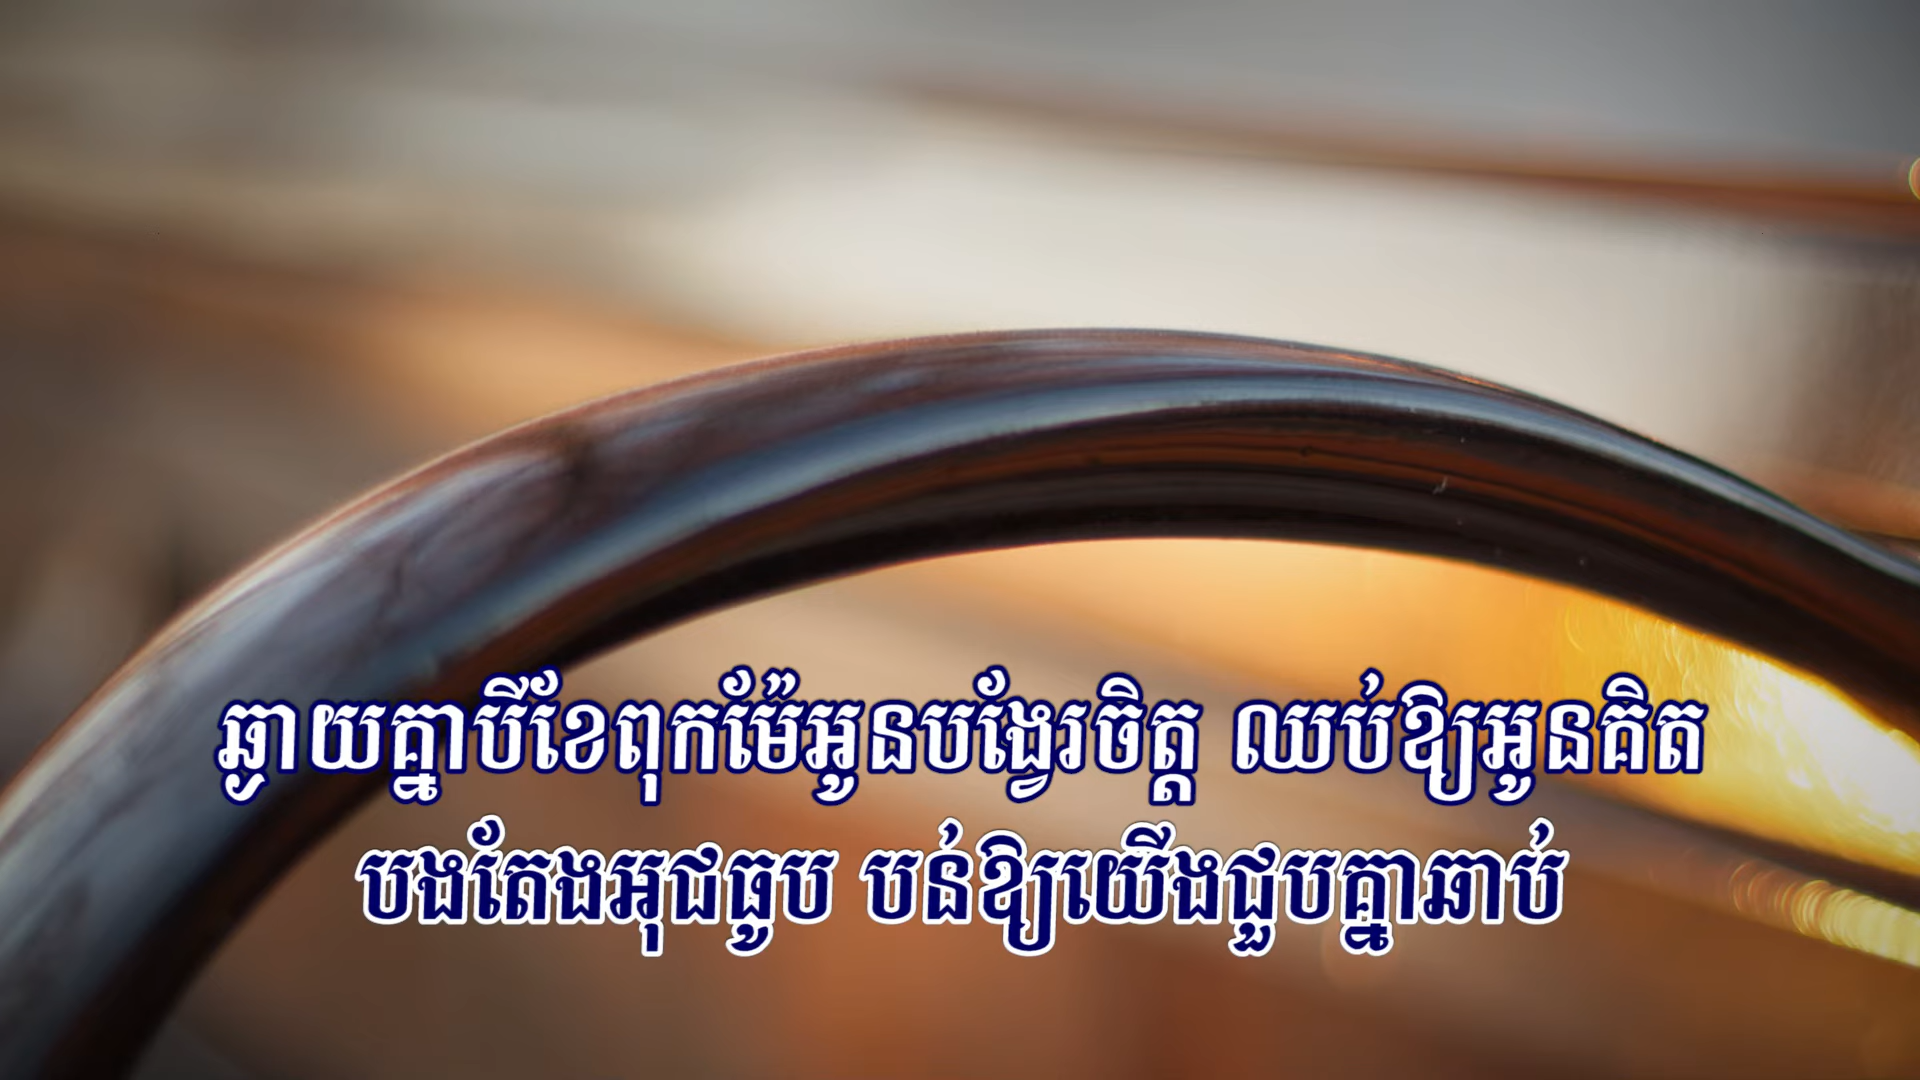 ឆ្ងាយគ្នាបីខែពុកម៉ែអូនបង្វែរចិត្ត ឈប់ឱ្យអូនគិត
បងតែងអុជធូប បន់ឱ្យយើងជួបគ្នាឆាប់